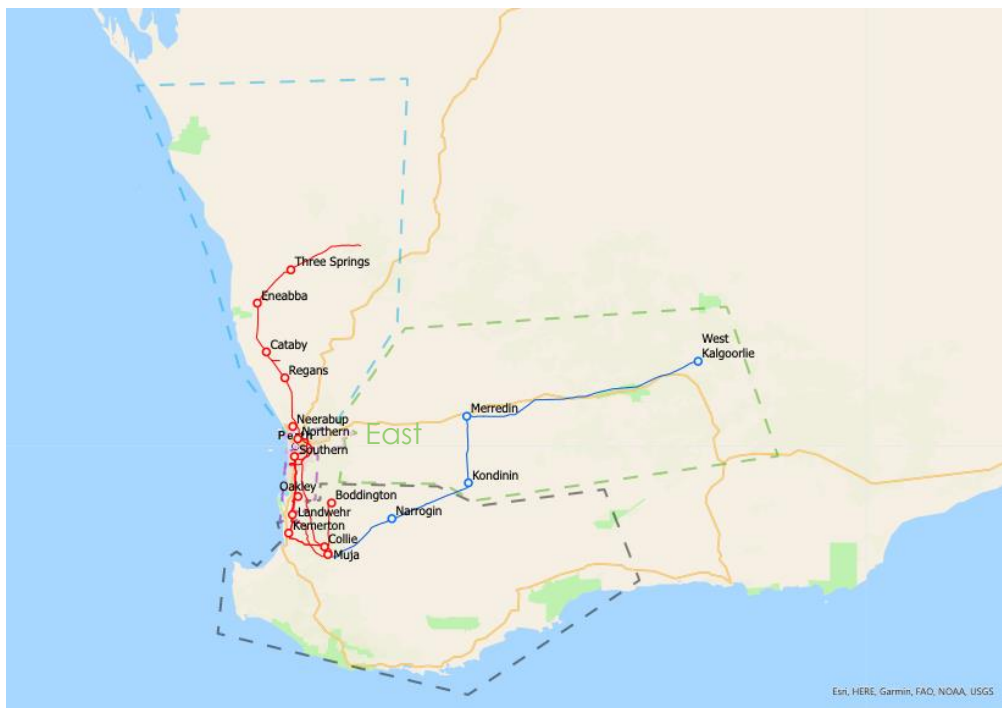 Three Springs
Eneabba
Cataby
Regans
West
Kalgoorlie
Merredin
Neerabup
Northern
Perth
East
Southern
Kondinin
Oakley
Boddington
Landwehr
Narrogin
Kemerton
Collie
Muja
Esri, HERE, Garmin, FAO, NOAA, USGS